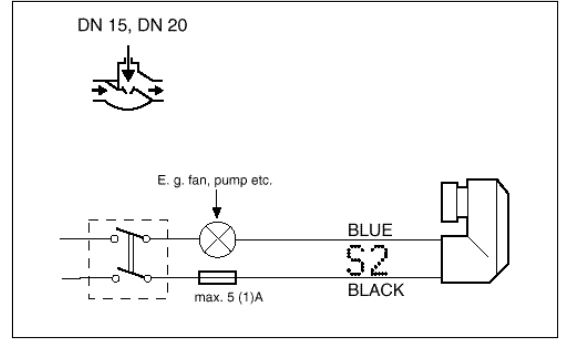 DN 15, DN 20
E. g. fan, pump etc.
BLUE
S2
BLACK
max. 5 (1)A